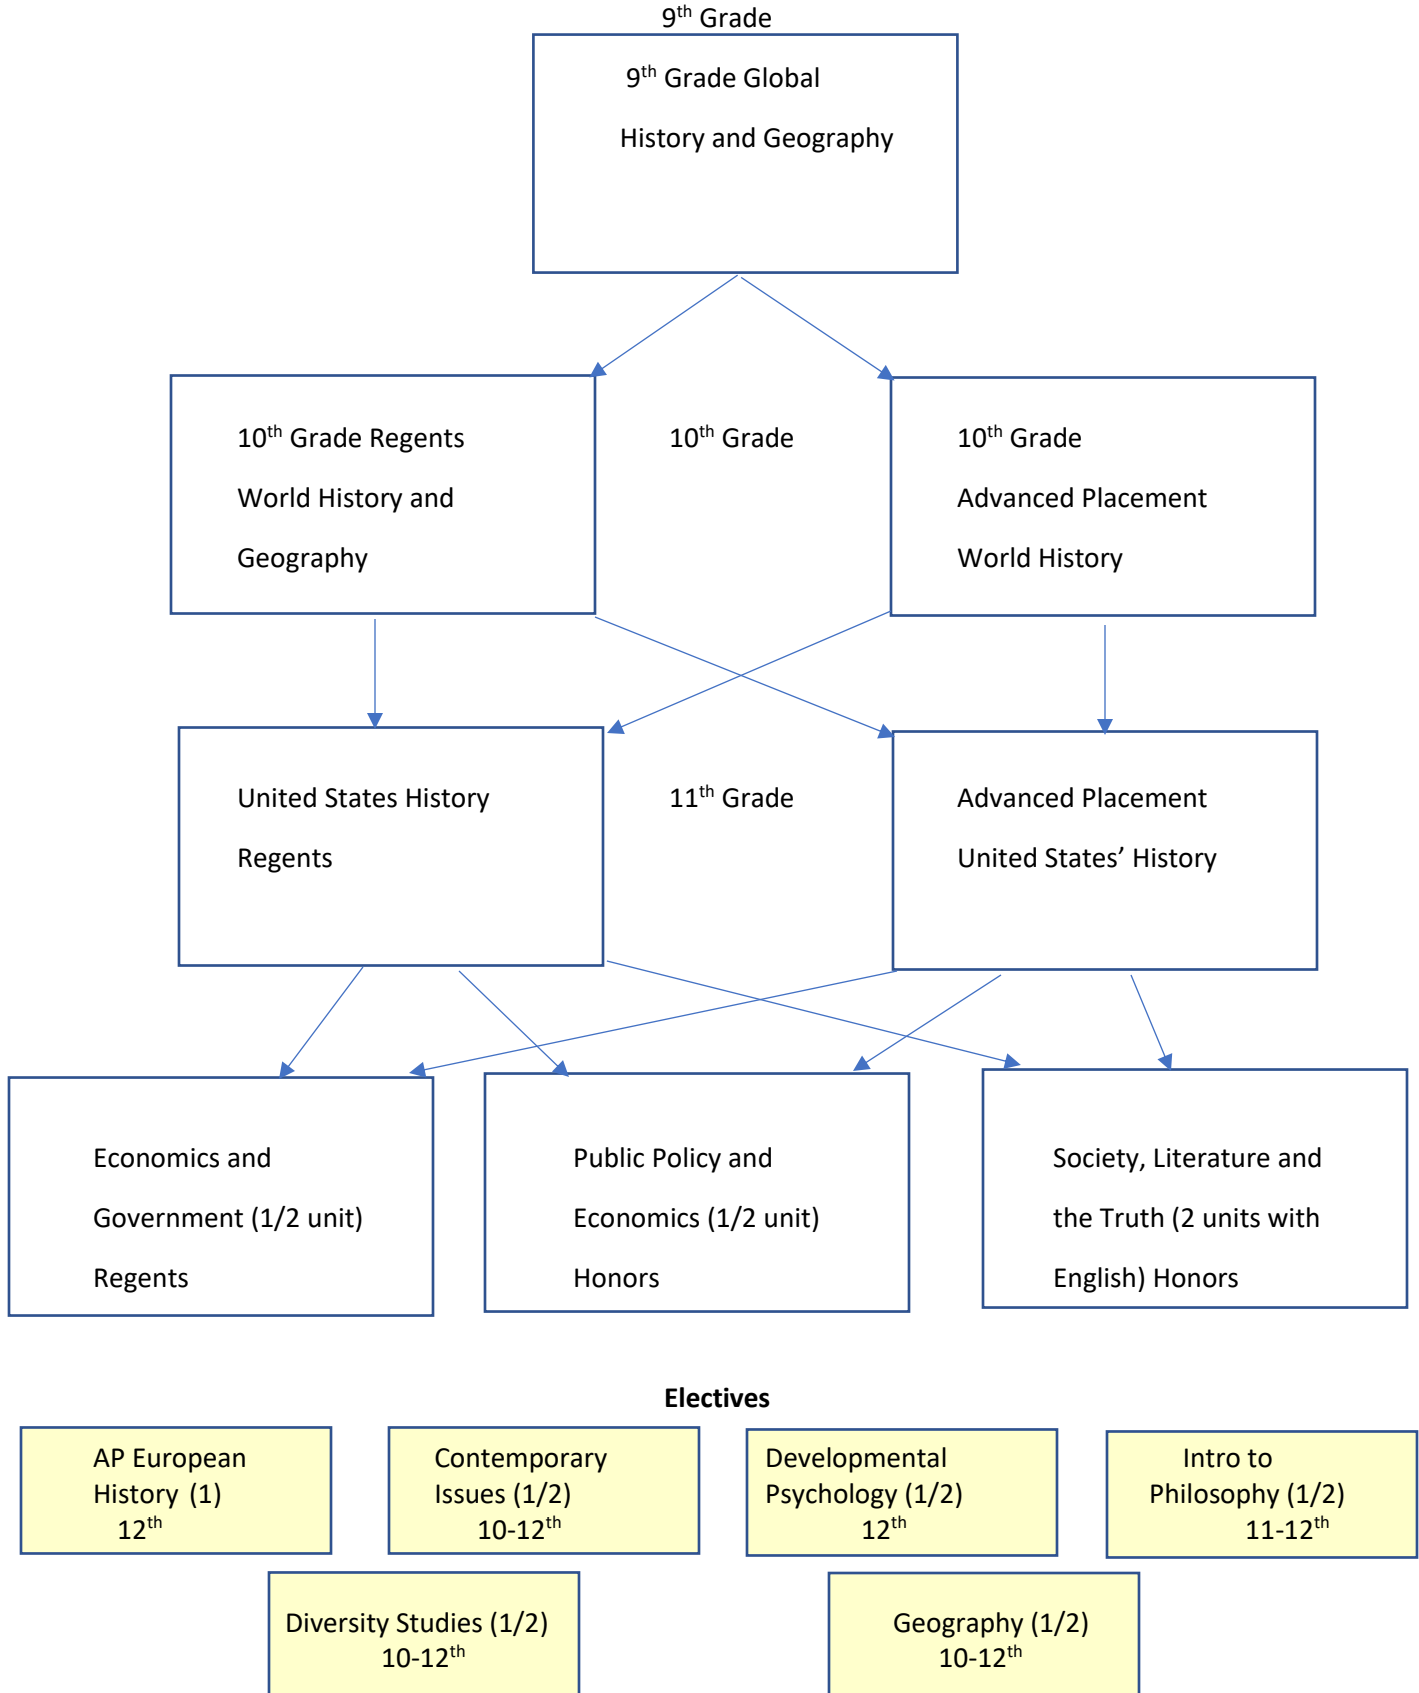 9th Grade
9th Grade Global
History and Geography
10th Grade Regents
World History and
Geography
10th Grade
10th Grade
Advanced Placement
World History
United States History
Regents
11th Grade
Advanced Placement
United States’ History
Economics and
Government (1/2 unit)
Regents
Public Policy and
Economics (1/2 unit)
Honors
Society, Literature and
the Truth (2 units with
English) Honors
Electives
AP European
History (1)
12th
Contemporary
Issues (1/2)
10-12th
Developmental
Psychology (1/2)
12th
Intro to
Philosophy (1/2)
11-12th
Diversity Studies (1/2)
10-12th
Geography (1/2)
10-12th